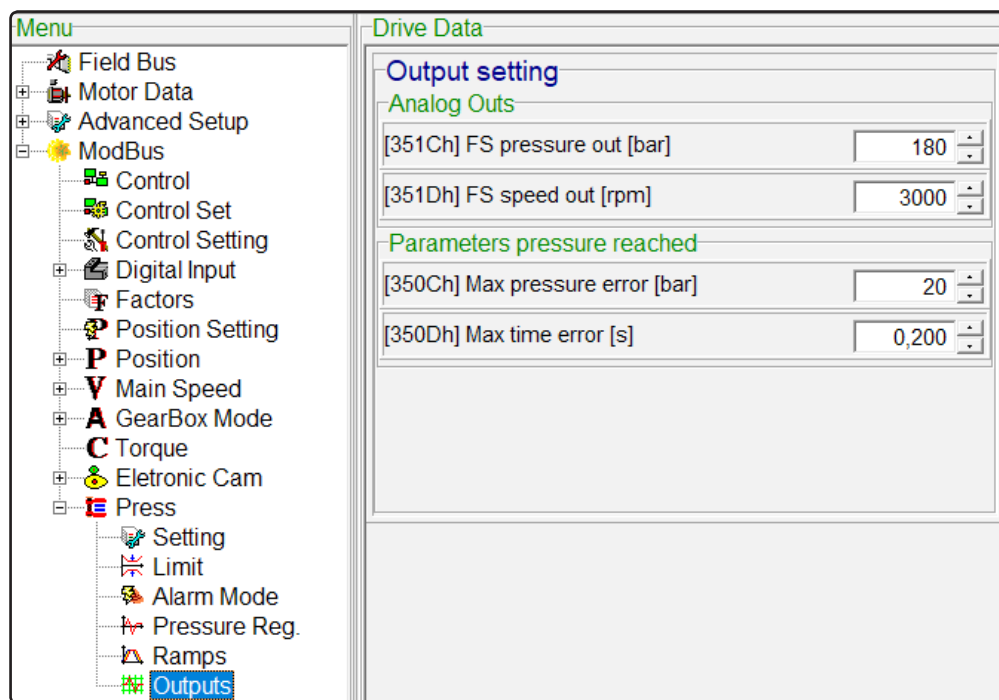 Menu
Field Bus
Motor Data
Advanced Setup
ModBus
Control
Control Set
Control Setting
Digital Input
Factors
Position Setting
Position
Main Speed
GearBox Mode
Torque
Eletronic Cam
Press
Setting
Limit
Alarm Mode
Pressure Reg.
Ramps
Outputs
Drive Data
Output setting
Analog Outs
[351Ch] FS pressure out [bar] 180
[351Dh] FS speed out [rpm] 3000
Parameters pressure reached
[350Ch] Max pressure error [bar] 20
[350Dh] Max time error [s] 0,200